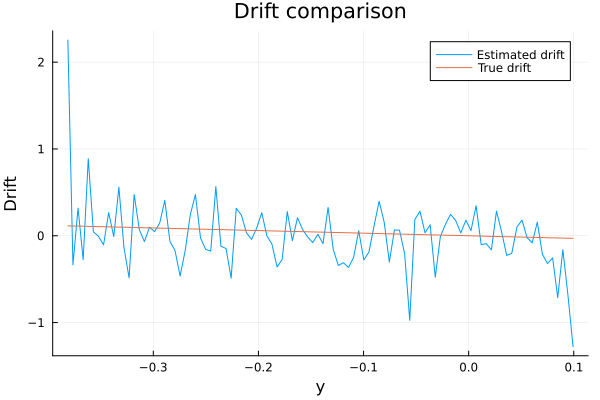 Drift comparison
Estimated drift
True drift
Drift
2
1
0
−1
−0.3
−0.2
−0.1
0.0
0.1
y